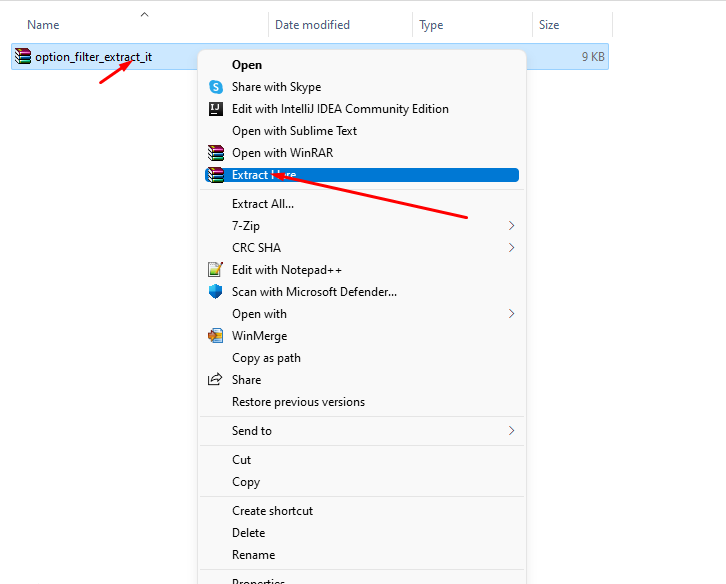 Name
Date modified
Type
Size
option_filter_extract_it
9 KB
Open
Share with Skype
Edit with IntelliJ IDEA Community Edition
Open with Sublime Text
Open with WinRAR
Extract Here
Extract All...
7-Zip
CRC SHA
Edit with Notepad++
Scan with Microsoft Defender...
Open with
WinMerge
Copy as path
Share
Restore previous versions
Send to
Cut
Copy
Create shortcut
Delete
Rename
Properties